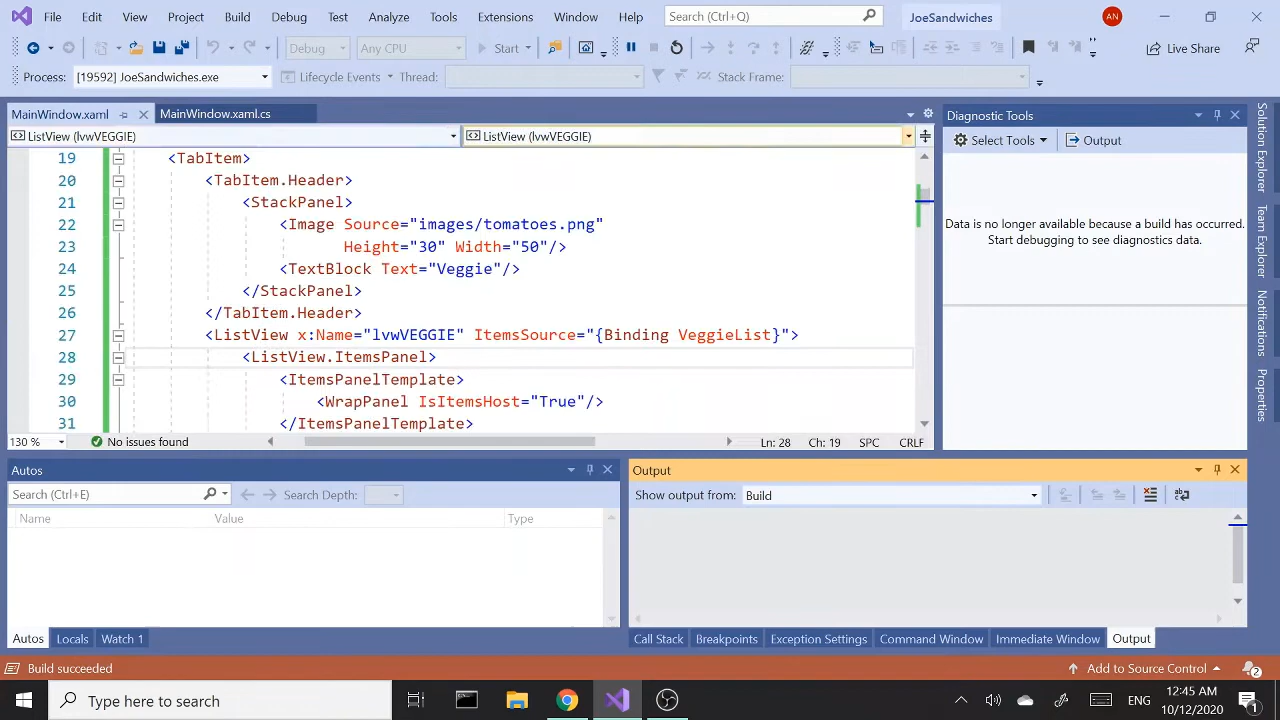 File Edit View Project Build Debug Test Analyze Tools Extensions Window Help Search (Ctrl+Q) JoeSandwiches AN
Debug Any CPU Start Live Share
Process: [19592] JoeSandwiches.exe Lifecycle Events Thread: Stack Frame:
MainWindow.xaml MainWindow.xaml.cs
ListView (lvwVEGGIE) ListView (lvwVEGGIE)
19 <TabItem>
20 <TabItem.Header>
21 <StackPanel>
22 <Image Source="images/tomatoes.png"
23 Height="30" Width="50"/>
24 <TextBlock Text="Veggie"/>
25 </StackPanel>
26 </TabItem.Header>
27 <ListView x:Name="lvwVEGGIE" ItemsSource="{Binding VeggieList}">
28 <ListView.ItemsPanel>
29 <ItemsPanelTemplate>
30 <WrapPanel IsItemsHost="True"/>
31 </ItemsPanelTemplate>
130 % No issues found Ln: 28 Ch: 19 SPC CRLF
Diagnostic Tools
Select Tools Output
Data is no longer available because a build has occurred.
Start debugging to see diagnostics data.
Solution Explorer
Team Explorer
Notifications
Properties
Autos
Search (Ctrl+E) Search Depth:
Name Value Type
Autos Locals Watch 1
Output
Show output from: Build
Call Stack Breakpoints Exception Settings Command Window Immediate Window Output
Build succeeded Add to Source Control 2
Type here to search ENG 12:45 AM
10/12/2020 1